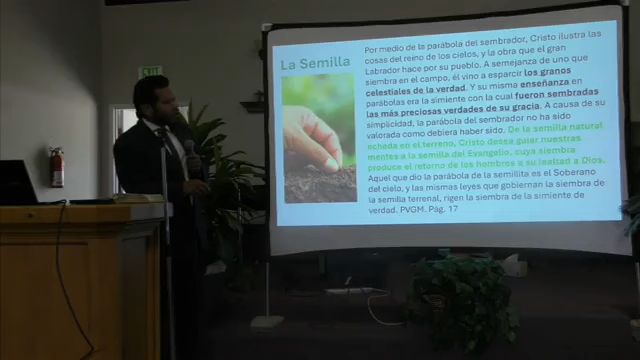 EXIT
La Semilla
Por medio de la parábola del sembrador, Cristo ilustra las
cosas del reino de los cielos, y la obra que el gran
Labrador hace por su pueblo. A semejanza de uno que
siembra en el campo, él vino a esparcir los granos
celestiales de la verdad. Y su misma enseñanza en
parábolas era la simiente con la cual fueron sembradas
las más preciosas verdades de su gracia. A causa de su
simplicidad, la parábola del sembrador no ha sido
valorada como debiera haber sido. De la semilla natural
echada en el terreno, Cristo desea guiar nuestras
mentes a la semilla del Evangelio, cuya siembra
produce el retorno de los hombres a su lealtad a Dios.
Aquel que dio la parábola de la semillita es el Soberano
del cielo, y las mismas leyes que gobiernan la siembra de
la semilla terrenal, rigen la siembra de la simiente de
verdad. PVGM. Pág. 17